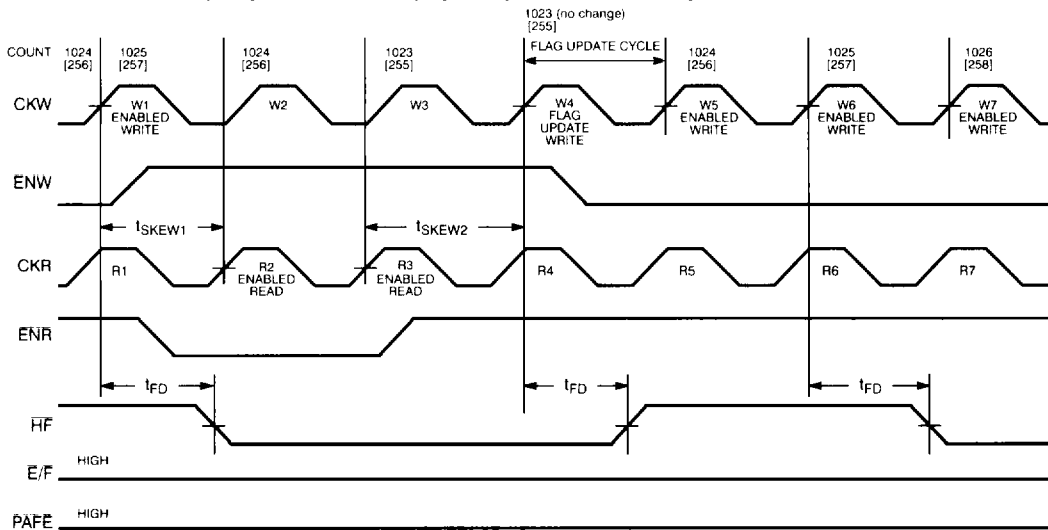 1023 (no change)
[255]
COUNT 1024 [256] 1025 [257] 1024 [256] 1023 [255] FLAG UPDATE CYCLE 1024 [256] 1025 [257] 1026 [258]
CKW W1 ENABLED WRITE W2 W3 W4 FLAG UPDATE WRITE W5 ENABLED WRITE W6 ENABLED WRITE W7 ENABLED WRITE
ENW
tSKEW1 tSKEW2
CKR R1 R2 ENABLED READ R3 ENABLED READ R4 R5 R6 R7
ENR
tFD tFD tFD
HF
E/F HIGH
PAFE HIGH